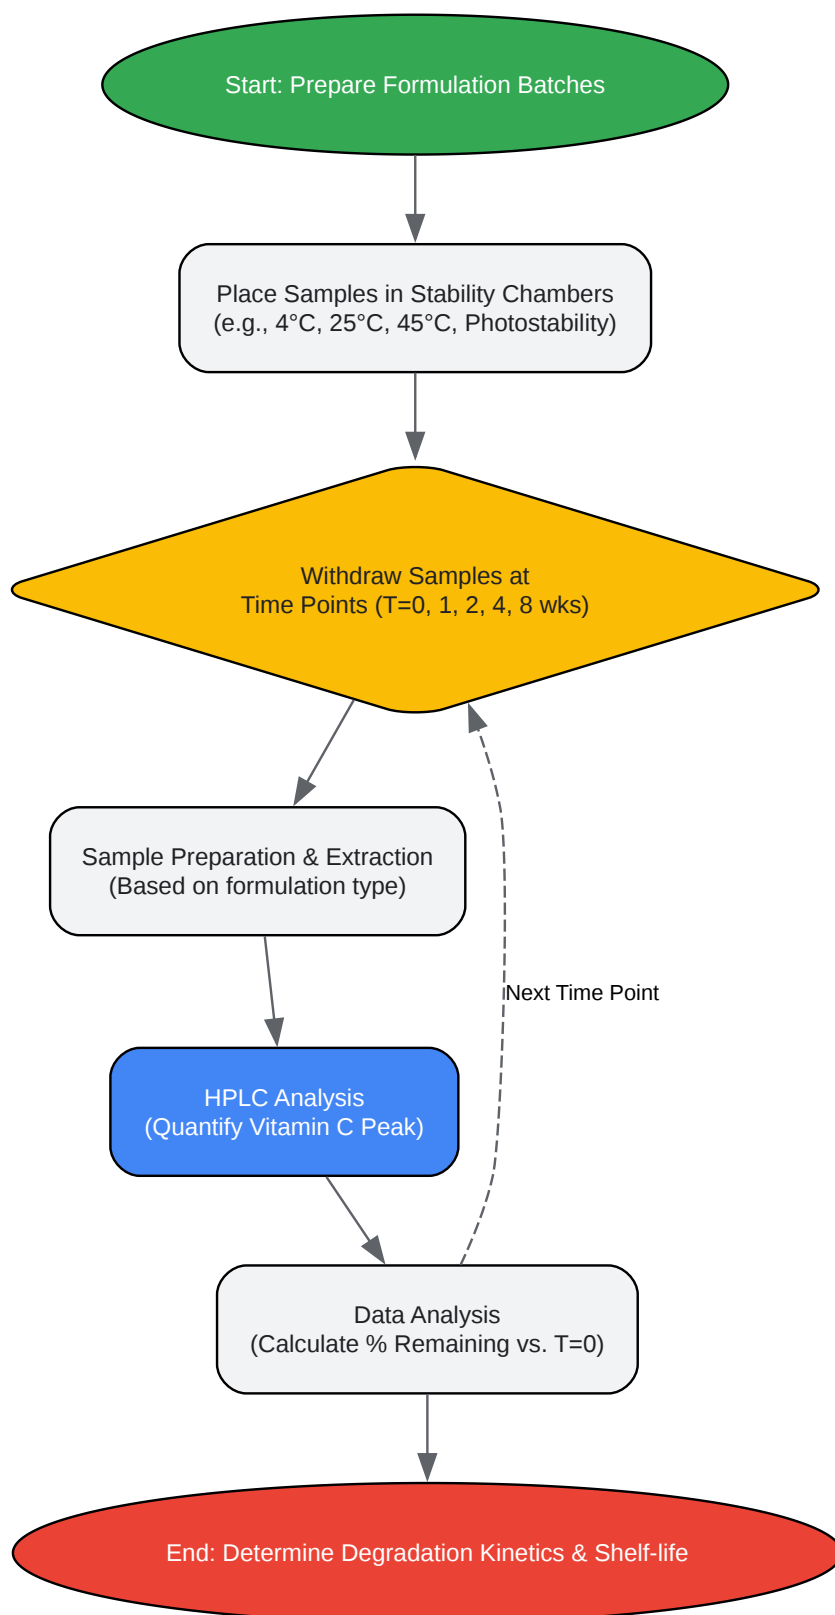 Start: Prepare Formulation Batches
Place Samples in Stability Chambers
(e.g., 4°C, 25°C, 45°C, Photostability)
Withdraw Samples at
Time Points (T=0, 1, 2, 4, 8 wks)
Sample Preparation & Extraction
(Based on formulation type)
Next Time Point
HPLC Analysis
(Quantify Vitamin C Peak)
Data Analysis
(Calculate % Remaining vs. T=0)
End: Determine Degradation Kinetics & Shelf-life